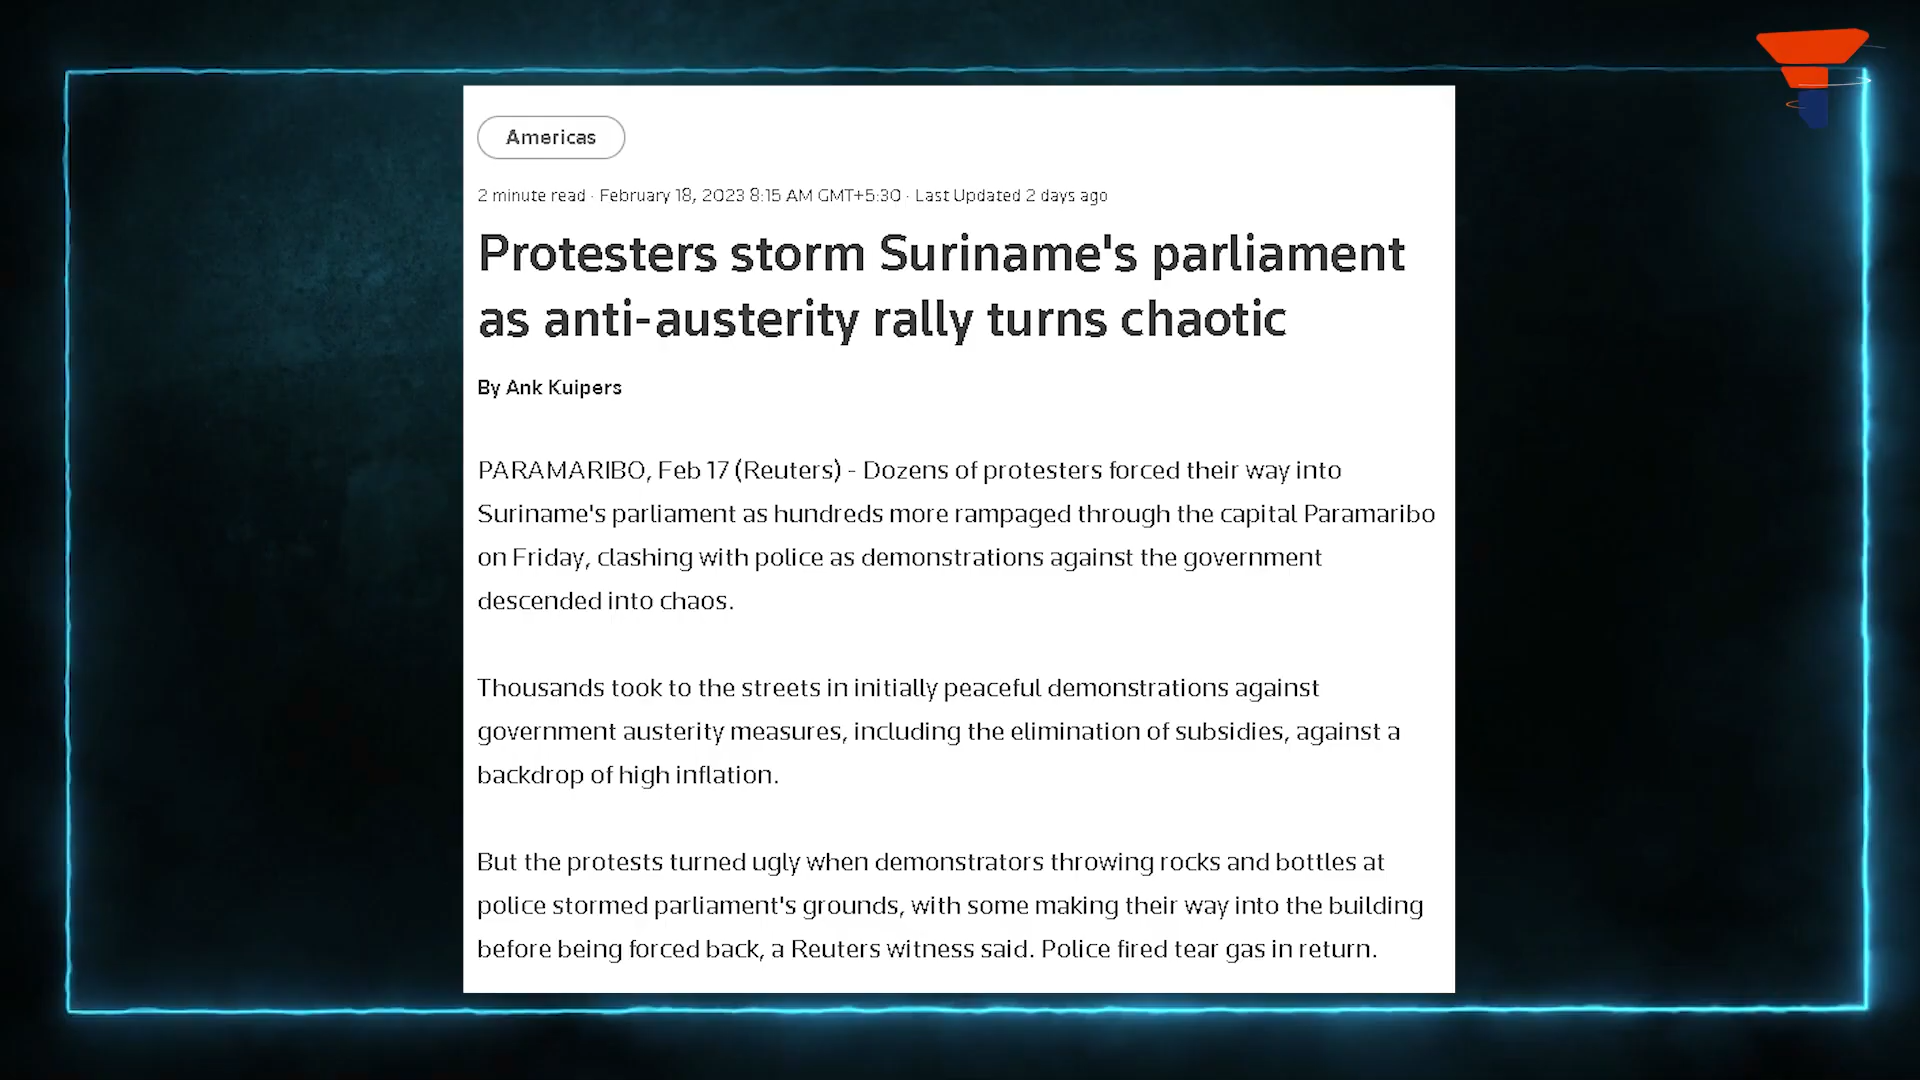 Americas
2 minute read · February 18, 2023 8:15 AM GMT+5:30 · Last Updated 2 days ago
Protesters storm Suriname's parliament
as anti-austerity rally turns chaotic
By Ank Kuipers
PARAMARIBO, Feb 17 (Reuters) - Dozens of protesters forced their way into
Suriname's parliament as hundreds more rampaged through the capital Paramaribo
on Friday, clashing with police as demonstrations against the government
descended into chaos.
Thousands took to the streets in initially peaceful demonstrations against
government austerity measures, including the elimination of subsidies, against a
backdrop of high inflation.
But the protests turned ugly when demonstrators throwing rocks and bottles at
police stormed parliament's grounds, with some making their way into the building
before being forced back, a Reuters witness said. Police fired tear gas in return.